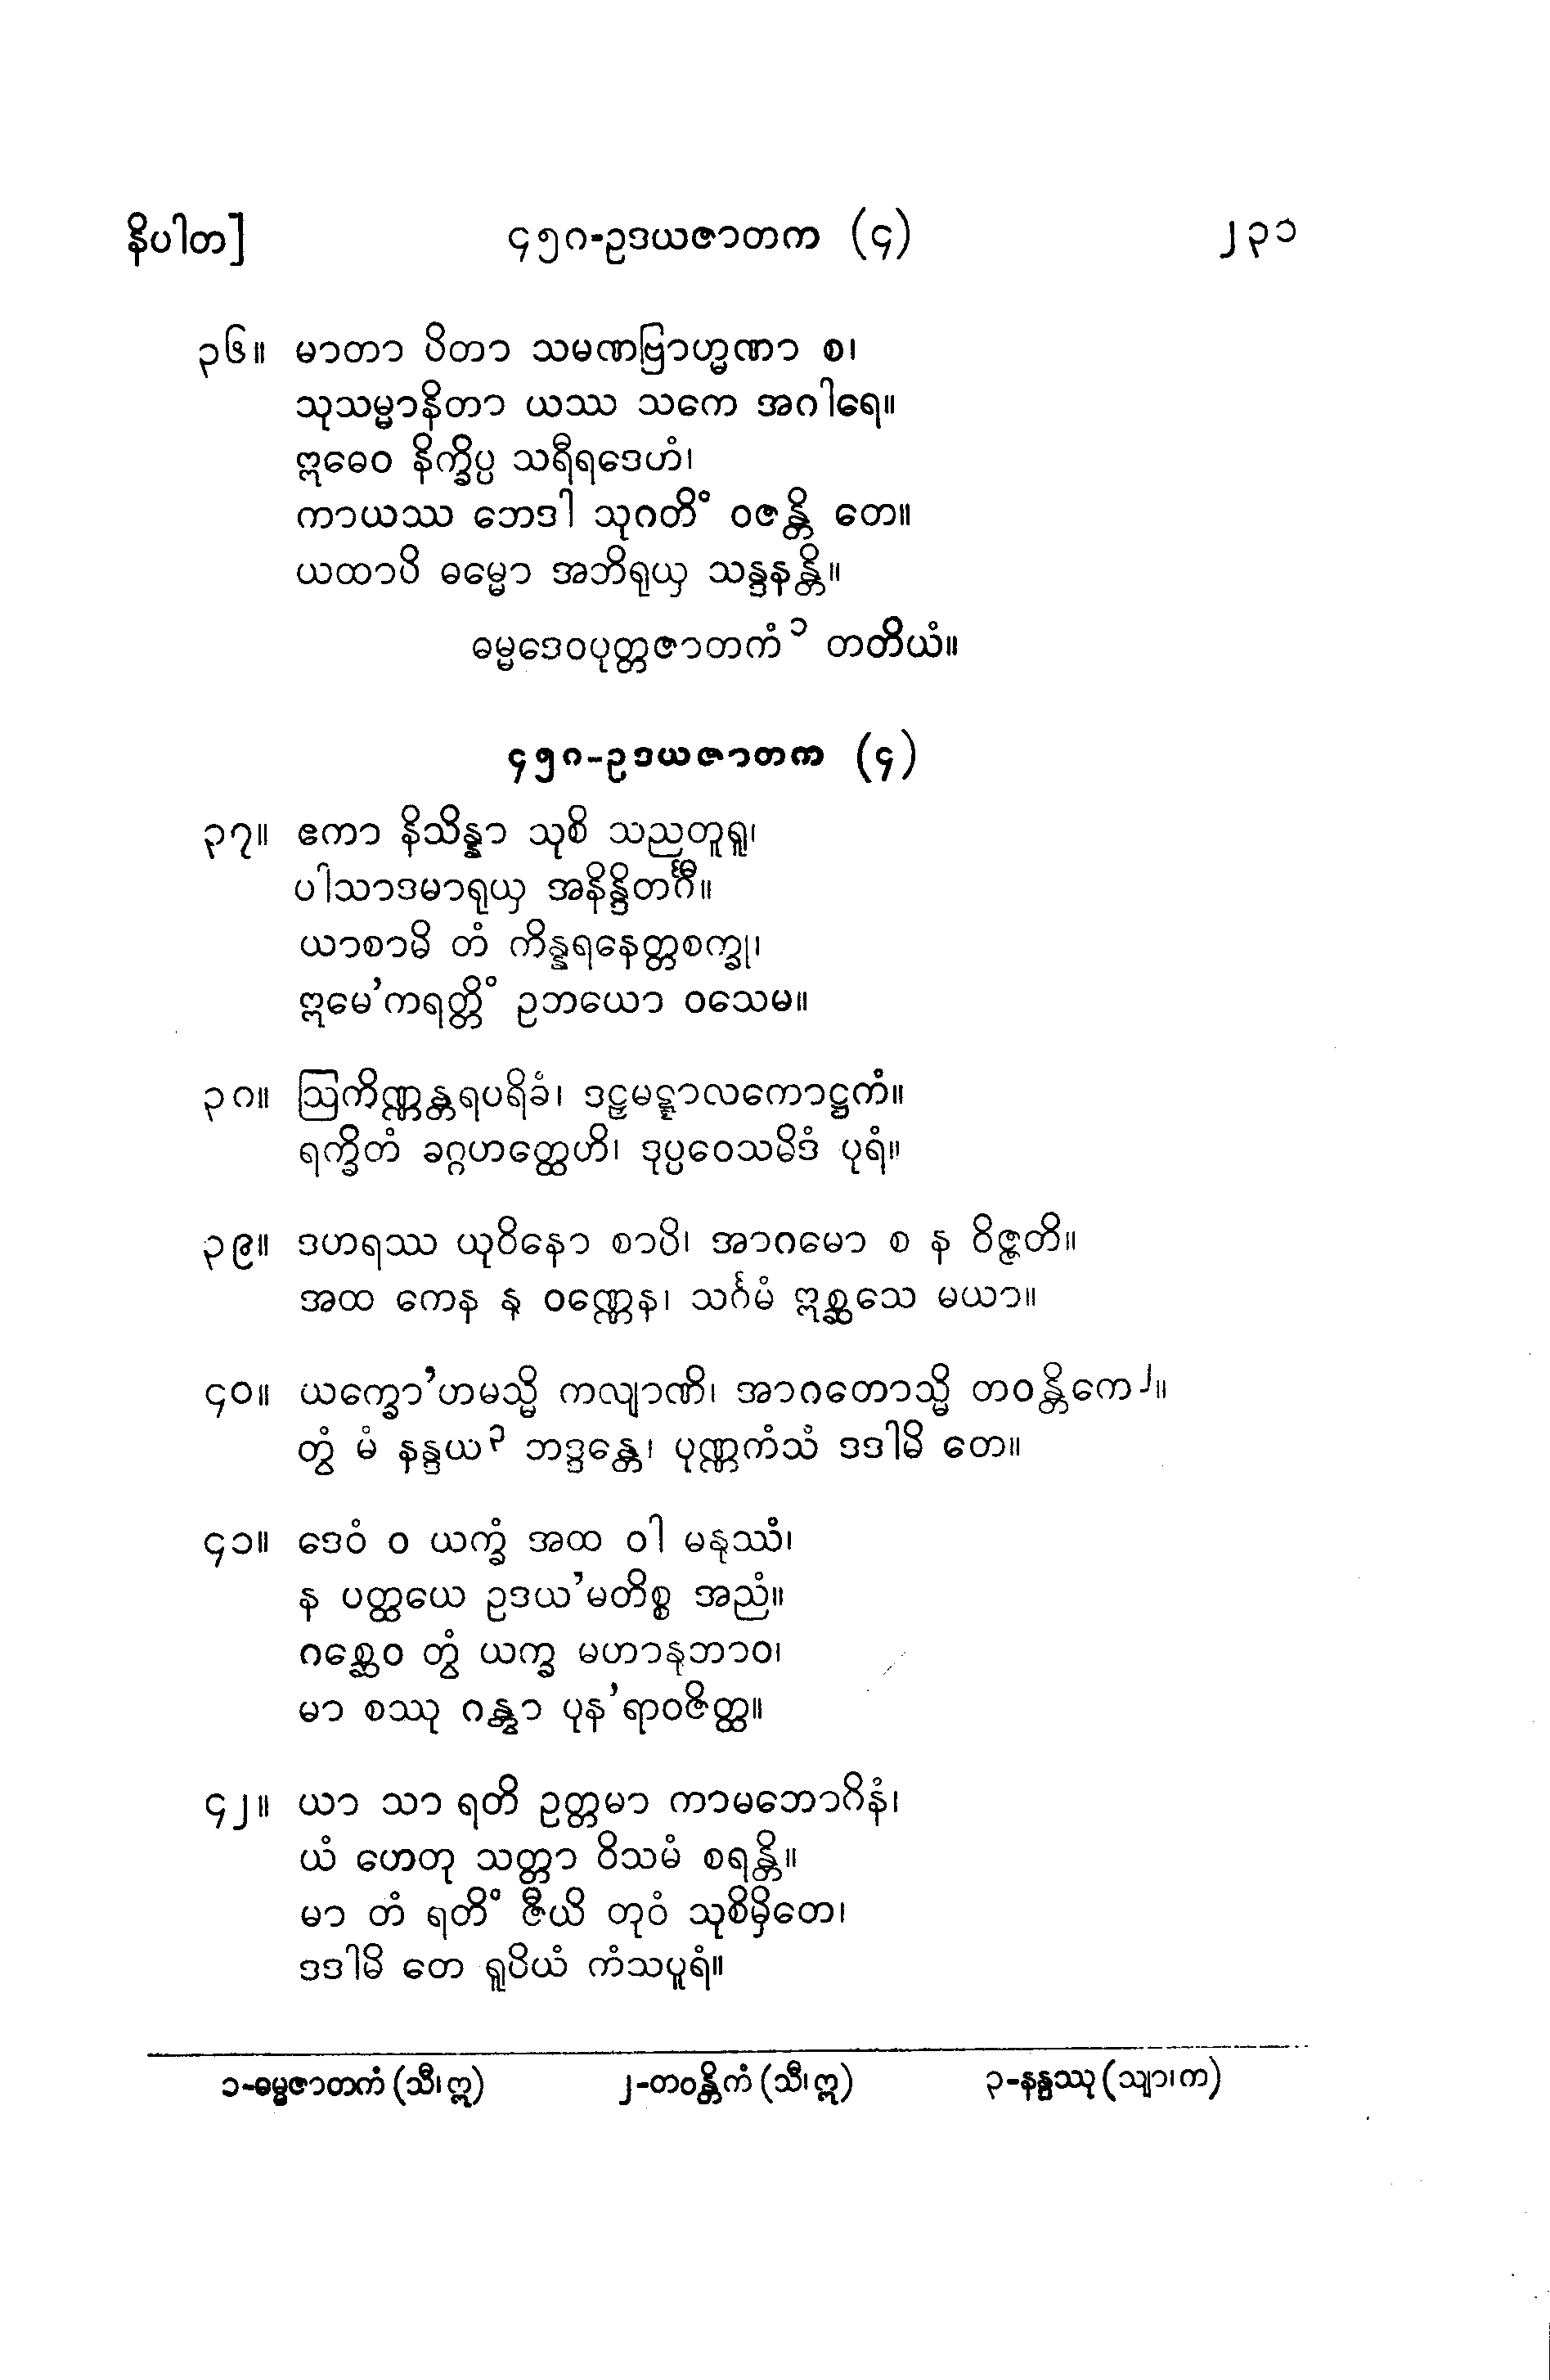 နိပါတ]	၄၅၈-ဥဒယဇာတက (၄)	၂၃၁
၃၆။ မာတာ ပိတာ သမဏဗြာဟ္မဏာ စ၊
သုသမ္မာနိတာ ယဿ သကေ အဂါရေ။
ဣဓေဝ နိက္ခိပ္ပ သရီရဒေဟံ၊
ကာယဿ ဘေဒါ သုဂတိံ ဝဇန္တိ တေ။
ယထာပိ ဓမ္မော အဘိရုယှ သန္ဒနန္တိ။
ဓမ္မဒေဝပုတ္တဇာတကံ ၁ တတိယံ။
၄၅၈-ဥဒယဇာတက (၄)
၃၇။ ဧကာ နိသိန္နာ သုစိ သညတူရူ၊
ပါသာဒမာရုယှ အနိန္ဒိတင်္ဂီ။
ယာစာမိ တံ ကိန္နရနေတ္တစက္ခု၊
ဣမေ’ကရတ္တိံ ဥဘယော ဝသေမ။
၃၈။ ဩကိဏ္ဏန္တရပရိခံ၊ ဒဠှမဋ္ဋာလကောဋ္ဌကံ။
ရက္ခိတံ ခဂ္ဂဟတ္ထေဟိ၊ ဒုပ္ပဝေသမိဒံ ပုရံ။
၃၉။ ဒဟရဿ ယုဝိနော စာပိ၊ အာဂမော စ န ဝိဇ္ဇတိ။
အထ ကေန နု ဝဏ္ဏေန၊ သင်္ဂမံ ဣစ္ဆသေ မယာ။
၄၀။ ယက္ခော’ဟမသ္မိ ကလျာဏိ၊ အာဂတောသ္မိ တဝန္တိကေ ၂။
တွံ မံ နန္ဒယ ၃ ဘဒ္ဒန္တေ၊ ပုဏ္ဏကံသံ ဒဒါမိ တေ။
၄၁။ ဒေဝံ ဝ ယက္ခံ အထ ဝါ မနုဿံ၊
န ပတ္ထယေ ဥဒယ’မတိစ္စ အညံ။
ဂစ္ဆေဝ တွံ ယက္ခ မဟာနုဘာဝ၊
မာ စဿု ဂန္တွာ ပုန’ရာဝဇိတ္ထ။
၄၂။ ယာ သာ ရတိ ဥတ္တမာ ကာမဘောဂိနံ၊
ယံ ဟေတု သတ္တာ ဝိသမံ စရန္တိ။
မာ တံ ရတိံ ဇီယိ တုဝံ သုစိမှိတေ၊
ဒဒါမိ တေ ရူပိယံ ကံသပူရံ။
၁-ဓမ္မဇာတကံ (သီ၊ ဣ)	၂-တဝန္တိကံ (သီ၊ ဣ)	၃-နန္ဒဿု (သျာ၊ က)